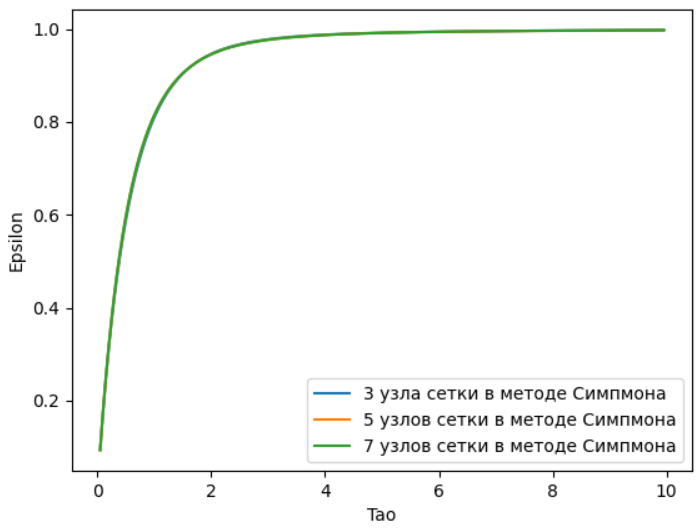 1.0
0.8
0.6
0.4
0.2
Epsilon
3 узла сетки в методе Симпмона
5 узлов сетки в методе Симпмона
7 узлов сетки в методе Симпмона
0 2 4 6 8 10
Tao